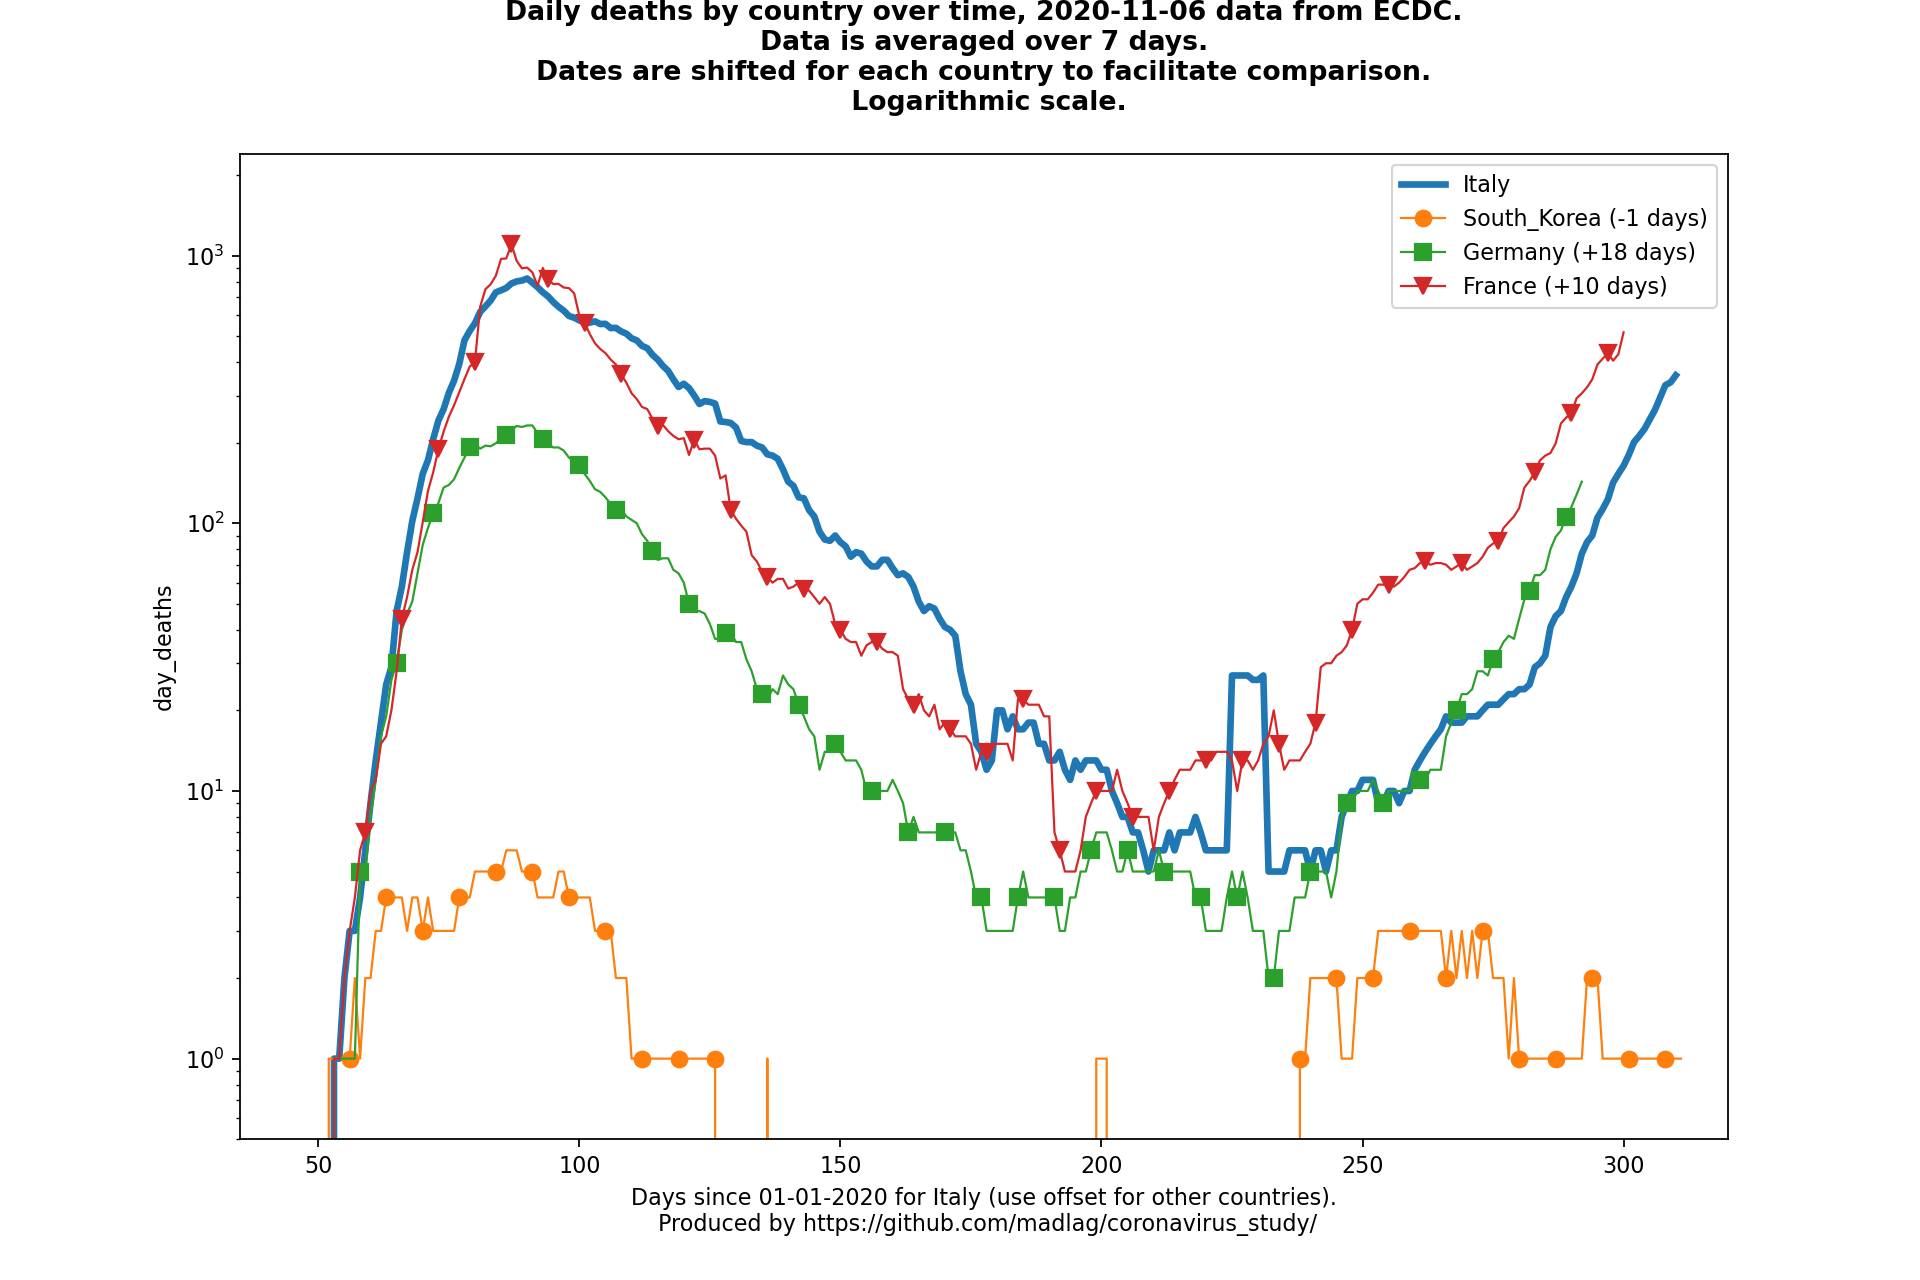 Daily deaths by country over time, 2020-11-06 data from ECDC.
Data is averaged over 7 days.
Dates are shifted for each country to facilitate comparison.
Logarithmic scale.
Italy
South_Korea (-1 days)
Germany (+18 days)
France (+10 days)
10³
10²
10¹
10⁰
day_deaths
50 100 150 200 250 300
Days since 01-01-2020 for Italy (use offset for other countries).
Produced by https://github.com/madlag/coronavirus_study/